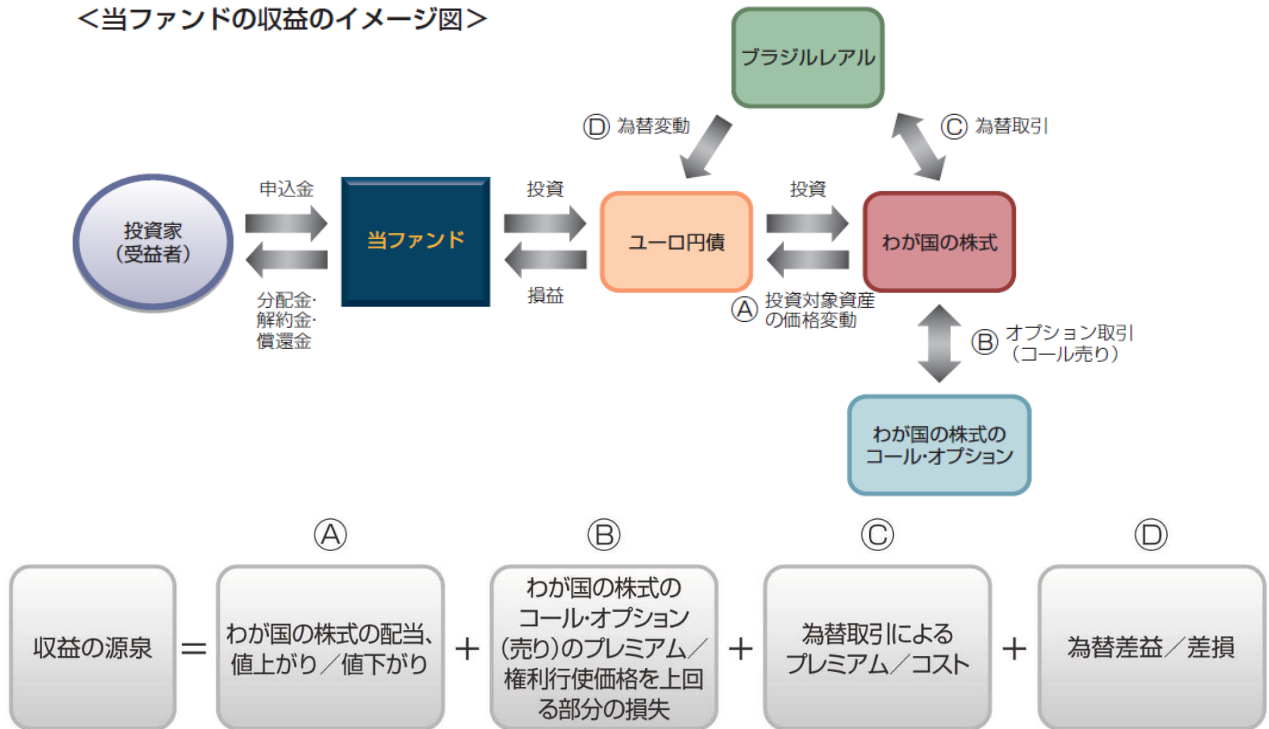 ＜当ファンドの収益のイメージ図＞
ブラジルレアル
Ⓓ 為替変動
Ⓒ 為替取引
投資家
（受益者）
申込金
分配金・
解約金・
償還金
当ファンド
投資
損益
ユーロ円債
投資
Ⓐ 投資対象資産
の価格変動
わが国の株式
Ⓑ オプション取引
（コール売り）
わが国の株式の
コール・オプション
Ⓐ
Ⓑ
Ⓒ
Ⓓ
収益の源泉
＝
わが国の株式の配当、
値上がり／値下がり
＋
わが国の株式の
コール・オプション
（売り）のプレミアム／
権利行使価格を上回
る部分の損失
＋
為替取引による
プレミアム／コスト
＋
為替差益／差損